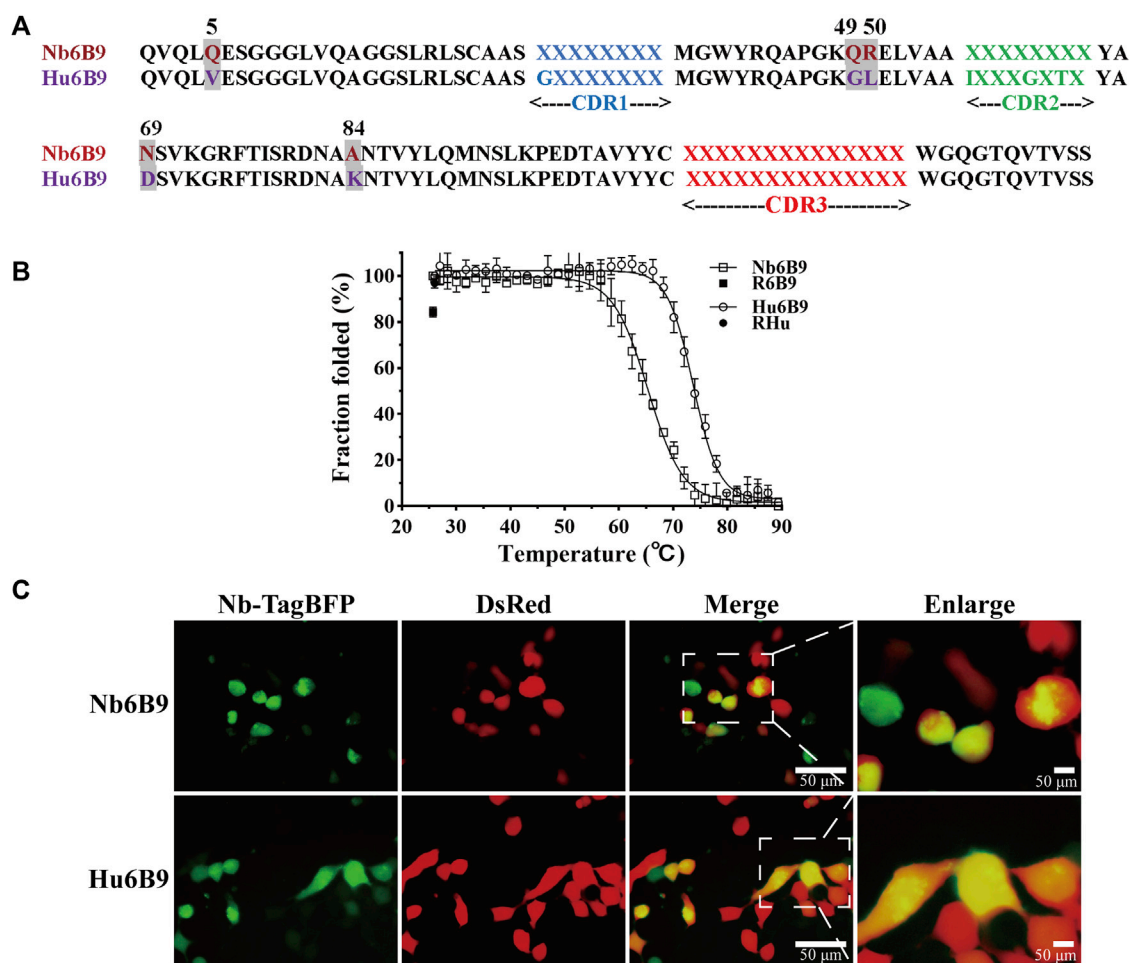 A
5
49 50
Nb6B9 QVQLQESGGGLVQAGGSLRLSCAAS XXXXXXXX MGWYRQAPGKQRELVAA XXXXXXXX YA
Hu6B9 QVQLVESGGGLVQAGGSLRLSCAAS GXXXXXXX MGWYRQAPGKGLELVAA IXXXGXTX YA
<----CDR1----> <----CDR2---->
69 84
Nb6B9 NSVKGRFTISRDNAANTVYLQMNSLKPEDTAVYYC XXXXXXXXXXXXXX WGQGTQVTVSS
Hu6B9 DSVKGRFTISRDNAKNTVYLQMNSLKPEDTAVYYC XXXXXXXXXXXXXX WGQGTQVTVSS
<---------CDR3--------->
B
Fraction folded (%)
100
80
60
40
20
0
20 30 40 50 60 70 80 90
Temperature (℃)
Nb6B9
R6B9
Hu6B9
RHu
C
Nb-TagBFP DsRed Merge Enlarge
Nb6B9
50 μm 50 μm
Hu6B9
50 μm 50 μm